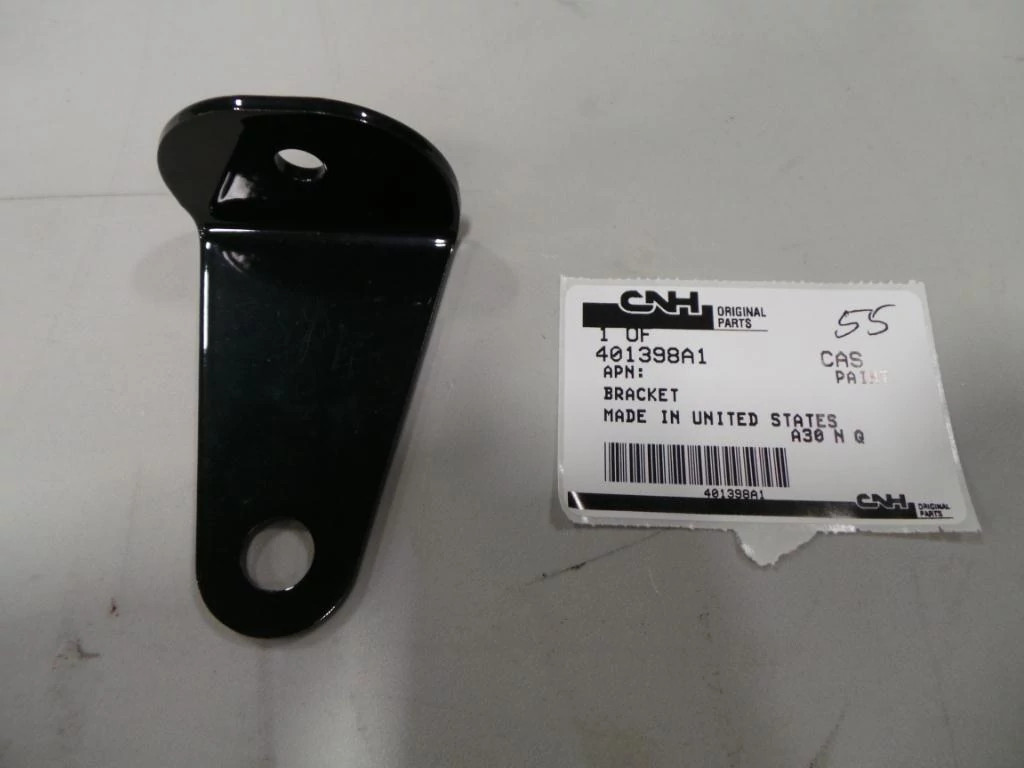 CNH ORIGINAL PARTS
55
1 OF
401398A1 CAS
APN: PAINT
BRACKET
MADE IN UNITED STATES
A30 N Q
401398A1
CNH ORIGINAL PARTS